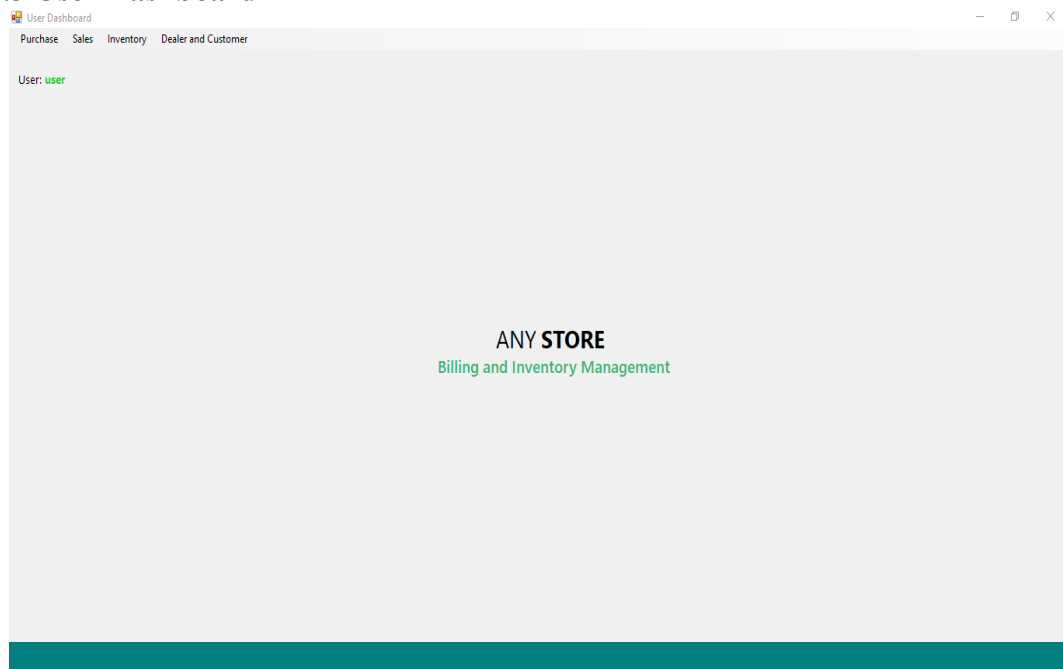 User Dashboard
Purchase Sales Inventory Dealer and Customer
User: user
ANY STORE
Billing and Inventory Management